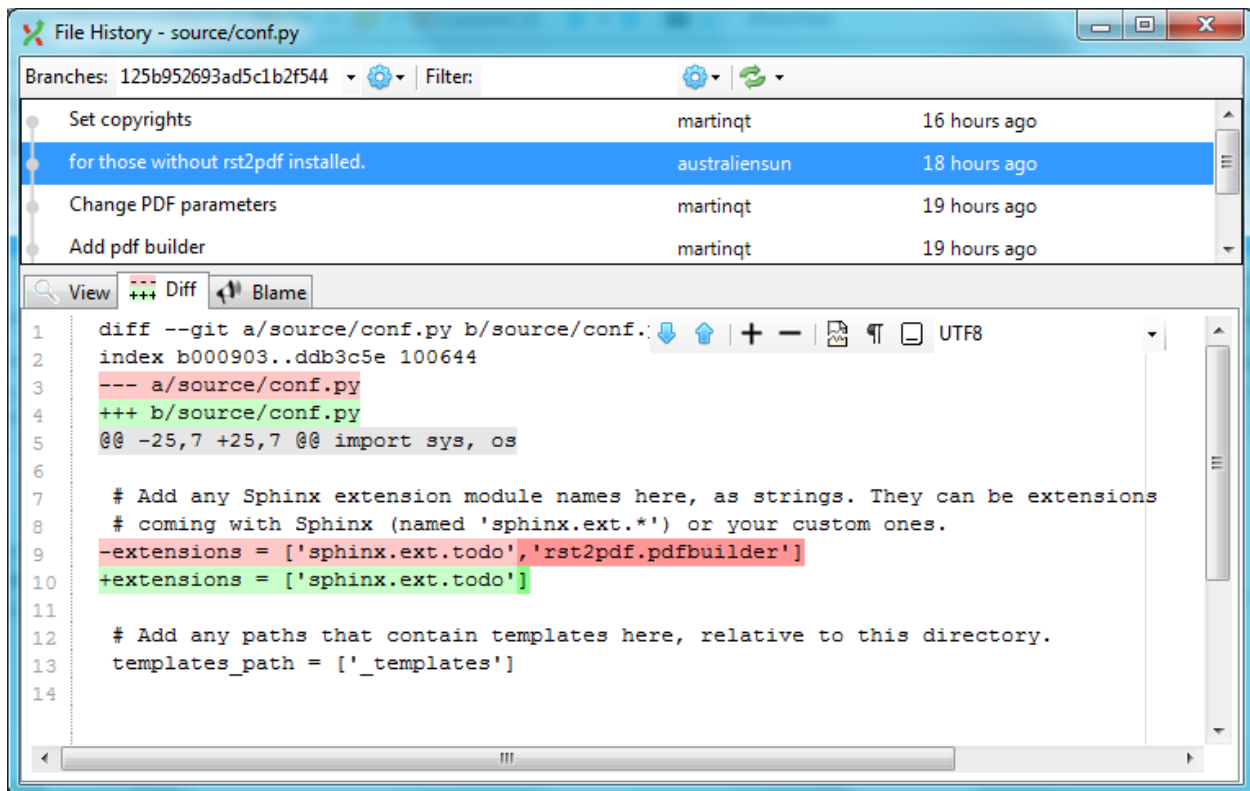 File History - source/conf.py
Branches: 125b952693ad5c1b2f544 Filter:
Set copyrights martinqt 16 hours ago
for those without rst2pdf installed. australiensun 18 hours ago
Change PDF parameters martinqt 19 hours ago
Add pdf builder martinqt 19 hours ago
View Diff Blame
UTF8
1 diff --git a/source/conf.
2 index b000903..ddb3c5e 100644
3 --- a/source/conf.py
4 +++ b/source/conf.py
5 @@ -25,7 +25,7 @@ import sys, os
6
7 # Add any Sphinx extension module names here, as strings. They can be extensions
8 # coming with Sphinx (named 'sphinx.ext.*') or your custom ones.
9 -extensions = ['sphinx.ext.todo','rst2pdf.pdfbuilder']
10 +extensions = ['sphinx.ext.todo']
11
12 # Add any paths that contain templates here, relative to this directory.
13 templates_path = ['_templates']
14